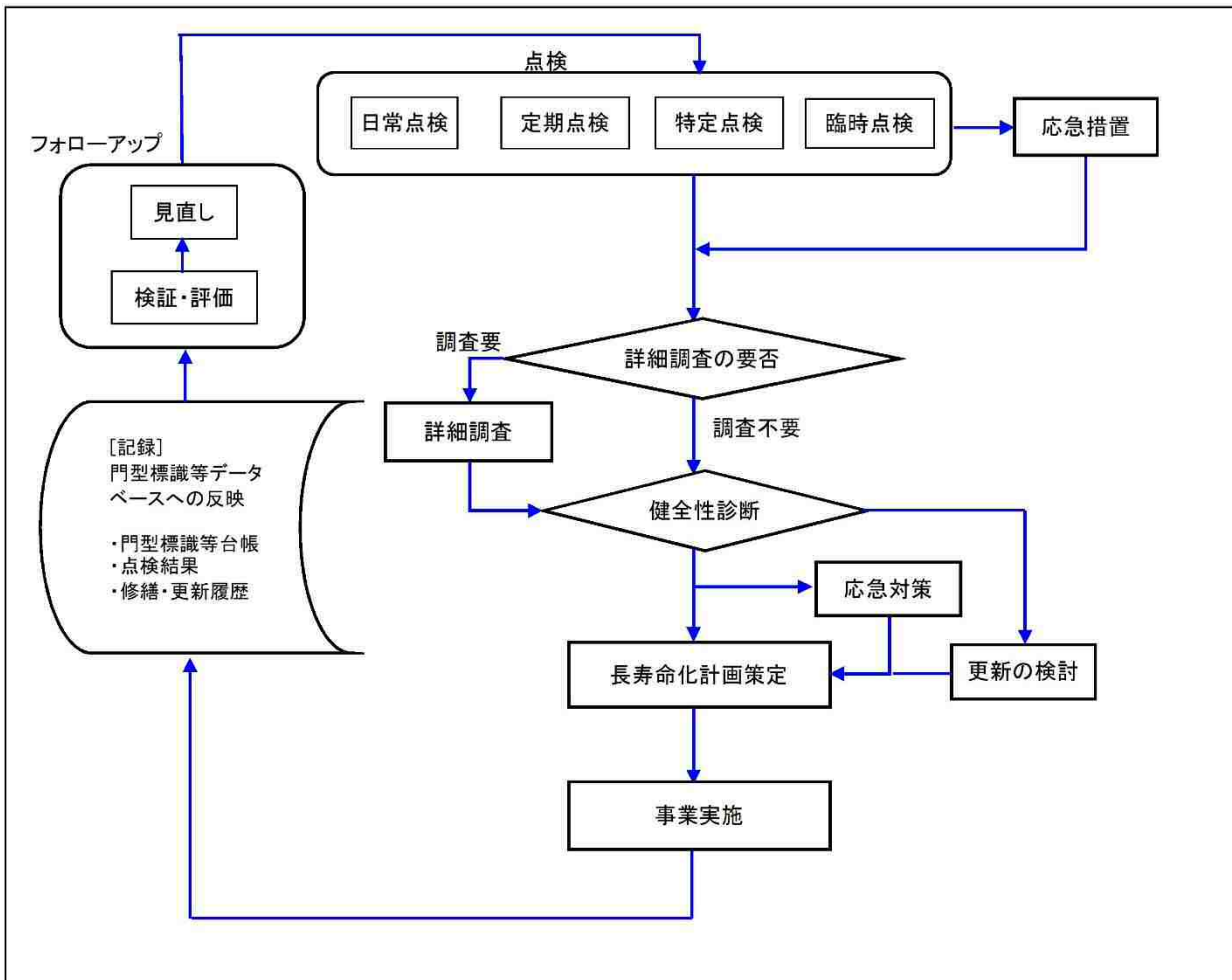 点検
日常点検
定期点検
特定点検
臨時点検
応急措置
フォローアップ
見直し
検証・評価
調査要
詳細調査の要否
詳細調査
調査不要
[記録]
門型標識等データ
ベースへの反映
・門型標識等台帳
・点検結果
・修繕・更新履歴
健全性診断
応急対策
長寿命化計画策定
更新の検討
事業実施